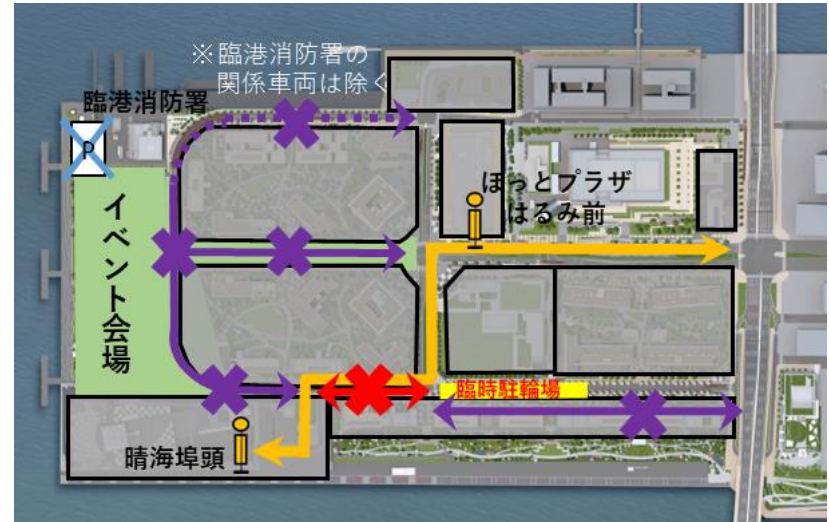 ※臨港消防署の
関係車両は除く
臨港消防署
P
イベント会場
ほっとプラザ
はるみ前
臨時駐輪場
晴海埠頭